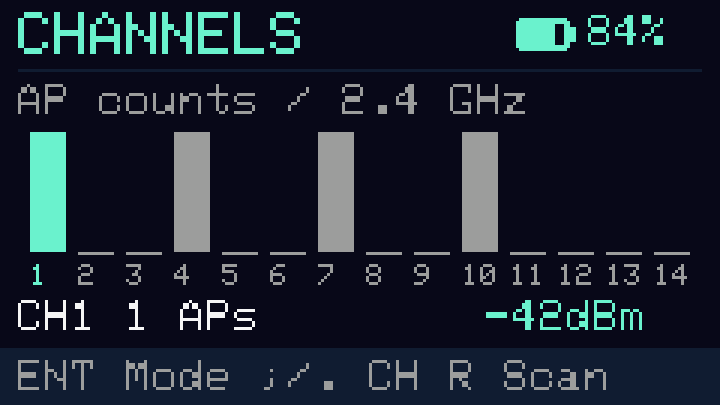 CHANNELS 84%
AP counts / 2.4 GHz
1 2 3 4 5 6 7 8 9 10 11 12 13 14
CH1 1 APs -42dBm
ENT Mode ;/. CH R Scan